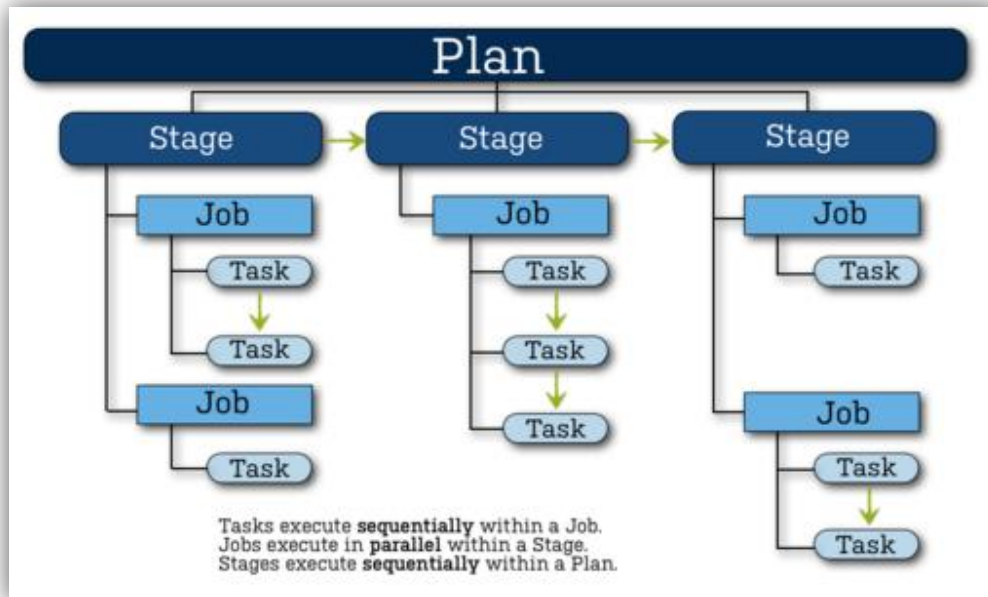 Plan
Stage
Stage
Stage
Job
Job
Job
Task
Task
Task
Task
Task
Job
Job
Task
Task
Task
Task
Tasks execute sequentially within a Job.
Jobs execute in parallel within a Stage.
Stages execute sequentially within a Plan.